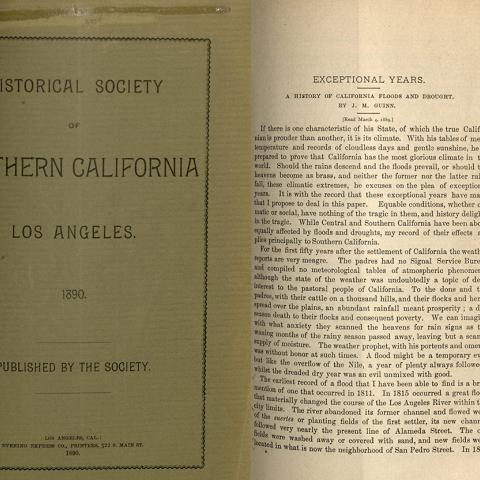 ISTORICAL SOCIETY
OF
THERN CALIFORNIA
LOS ANGELES.
1890.
PUBLISHED BY THE SOCIETY.
LOS ANGELES, CAL.:
EVENING EXPRESS CO., PRINTERS, 522 S. MAIN ST.
1890.
EXCEPTIONAL YEARS.
A HISTORY OF CALIFORNIA FLOODS AND DROUGHT.
BY J. M. GUINN.
[Read March 4, 1889.]
If there is one characteristic of his State, of which the true Calif
nian is prouder than another, it is its climate. With his tables of me
temperature and records of cloudless days and gentle sunshine, he
prepared to prove that California has the most glorious climate in t
world. Should the rains descend and the floods prevail, or should t
heavens become as brass, and neither the former nor the latter rai
fall, these climatic extremes, he excuses on the plea of exception
years. It is with the record that these exceptional years have ma
that I propose to deal in this paper. Equable conditions, whether c
matic or social, have nothing of the tragic in them, and history deligh
in the tragic. While Central and Southern California have been abo
equally affected by floods and droughts, my record of their effects a
plies principally to Southern California.
For the first fifty years after the settlement of California the weath
reports are very meagre. The padres had no Signal Service Bure
and compiled no meteorological tables of atmospheric phenomen
although the state of the weather was undoubtedly a topic of de
interest to the pastoral people of California. To the dons and t
padres, with their cattle on a thousand hills, and their flocks and her
spread over the plains, an abundant rainfall meant prosperity; a d
season death to their flocks and consequent poverty. We can imagi
with what anxiety they scanned the heavens for rain signs as t
waning months of the rainy season passed away, leaving but a scan
supply of moisture. The weather prophet, with his portents and omen
was without honor at such times. A flood might be a temporary ev
but like the overflow of the Nile, a year of plenty always followed
whilst the dreaded dry year was an evil unmixed with good.
The earliest record of a flood that I have been able to find is a br
mention of one that occurred in 1811. In 1815 occurred a great floo
that materially changed the course of the Los Angeles River within t
city limits. The river abandoned its former channel and flowed we
of the suertes or planting fields of the first settler, its new chann
followed very nearly the present line of Alameda Street. The o
fields were washed away or covered with sand, and new fields we
located in what is now the neighborhood of San Pedro Street. In 18